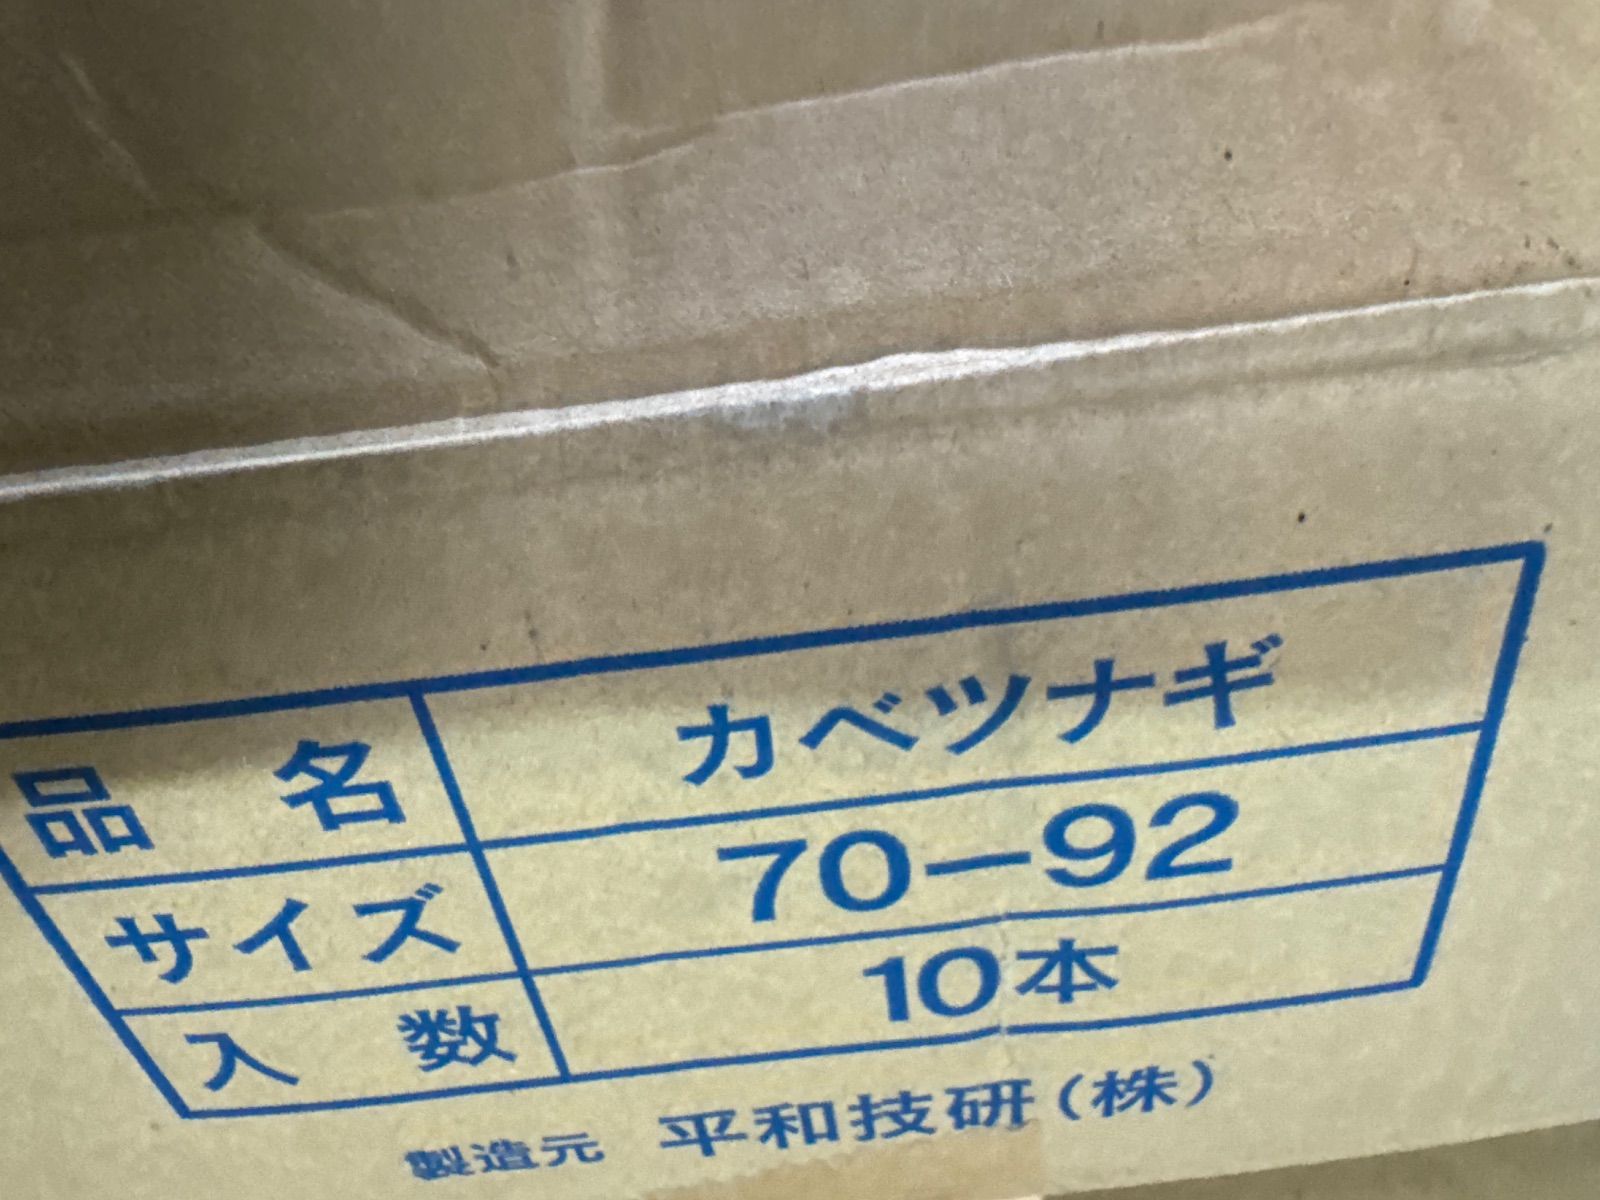 品名 カベツナギ
サイズ 70-92
入数 10本
製造元 平和技研(株)